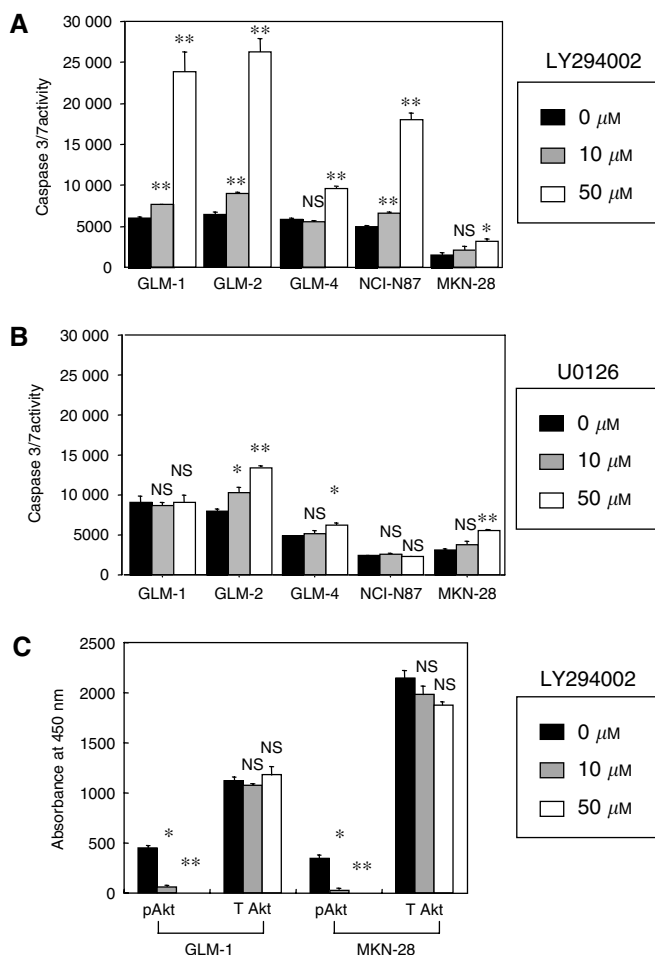 A
Caspase 3/7activity
30 000
25 000
20 000
15 000
10 000
5000
0
** ** ** ** ** NS ** ** ** NS *
GLM-1 GLM-2 GLM-4 NCI-N87 MKN-28
LY294002
0 μM
10 μM
50 μM
B
Caspase 3/7activity
30 000
25 000
20 000
15 000
10 000
5000
0
NS NS * ** NS * NS NS NS **
GLM-1 GLM-2 GLM-4 NCI-N87 MKN-28
U0126
0 μM
10 μM
50 μM
C
Absorbance at 450 nm
2500
2000
1500
1000
500
0
* ** NS NS * ** NS NS
pAkt T Akt pAkt T Akt
GLM-1 MKN-28
LY294002
0 μM
10 μM
50 μM